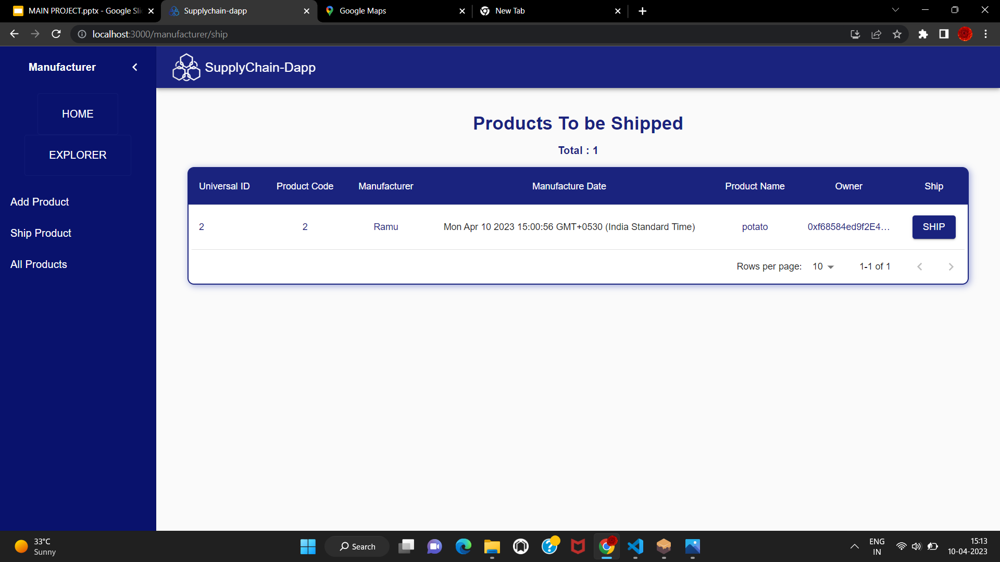 MAIN PROJECT.pptx - Google Sli
Supplychain-dapp
Google Maps
New Tab
localhost:3000/manufacturer/ship
Manufacturer
SupplyChain-Dapp
HOME
EXPLORER
Add Product
Ship Product
All Products
Products To be Shipped
Total : 1
Universal ID Product Code Manufacturer Manufacture Date Product Name Owner Ship
2 2 Ramu Mon Apr 10 2023 15:00:56 GMT+0530 (India Standard Time) potato 0xf68584ed9f2E4... SHIP
Rows per page: 10 1-1 of 1
33°C
Sunny
Search
ENG
IN
15:13
10-04-2023